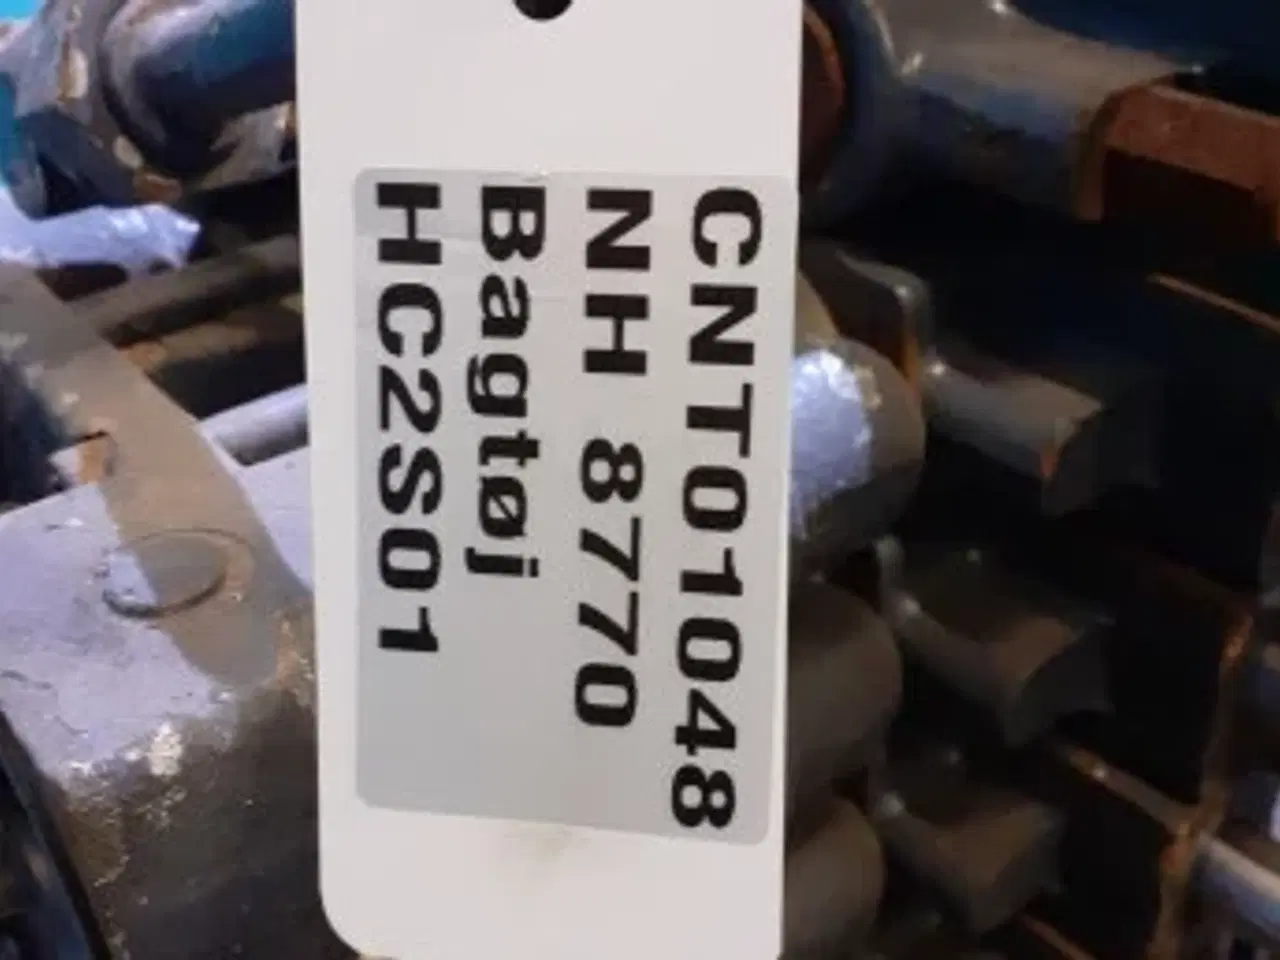 CNT01048
NH 8770
Bagtøj
HC2S01